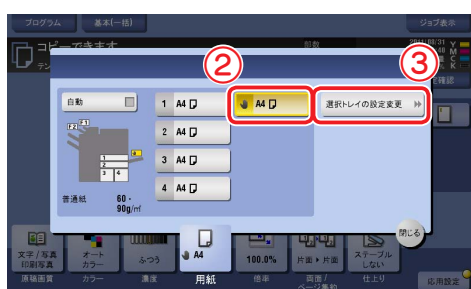 プログラム
基本(一括)
ジョブ表示
コピーできます
部数
Y
M
C
K
②
③
自動
1 A4
A4
選択トレイの設定変更
2 A4
3 A4
4 A4
1
2
3 4
普通紙
60 -
90g/㎡
閉じる
文字/写真
印刷写真
オート
カラー
ふつう
A4
100.0%
片面 ▶ 片面
ステープル
しない
原稿画質
カラー
濃度
用紙
倍率
両面/
ページ集約
仕上り
応用設定